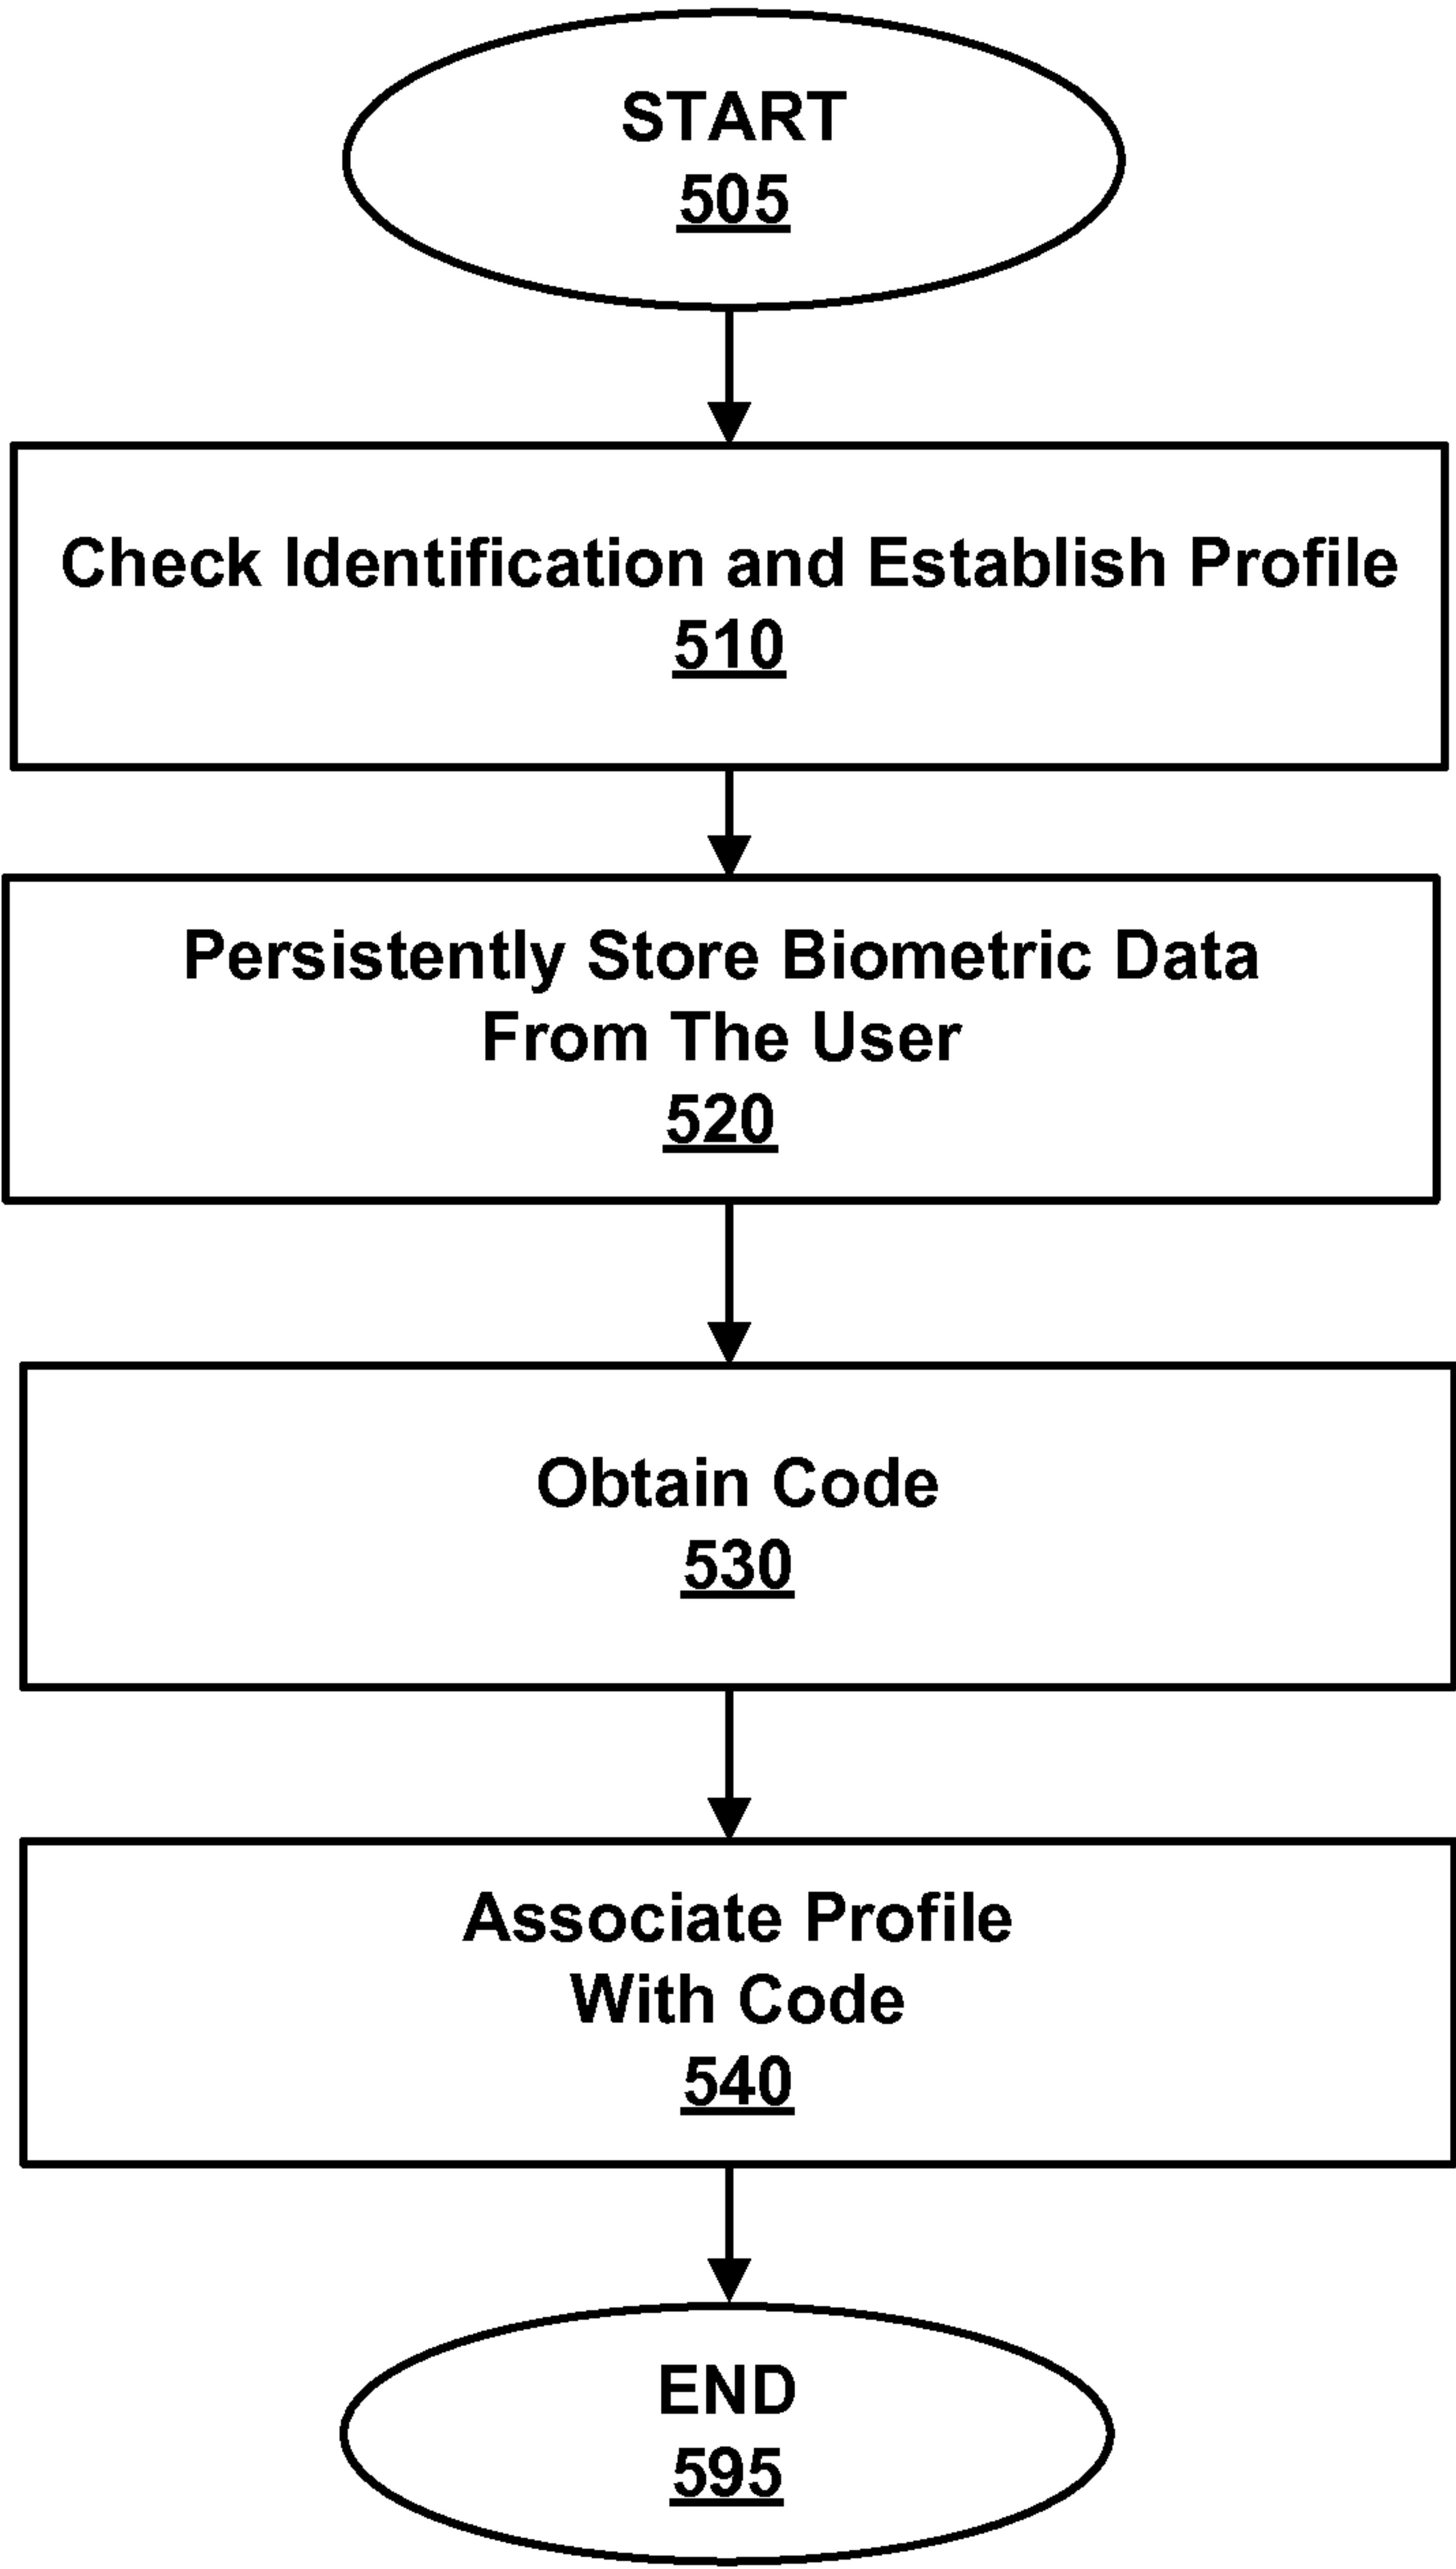 START
505
Check Identification and Establish Profile
510
Persistently Store Biometric Data
From The User
520
Obtain Code
530
Associate Profile
With Code
540
END
595